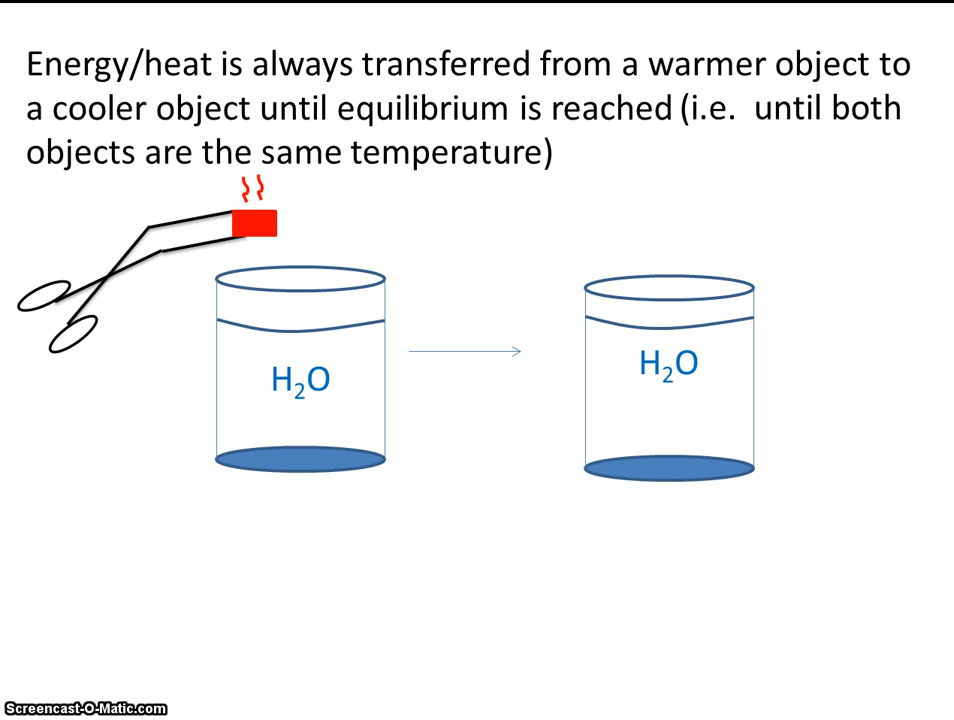 Energy/heat is always transferred from a warmer object to
a cooler object until equilibrium is reached (i.e. until both
objects are the same temperature)
H₂O
H₂O
Screencast-O-Matic.com